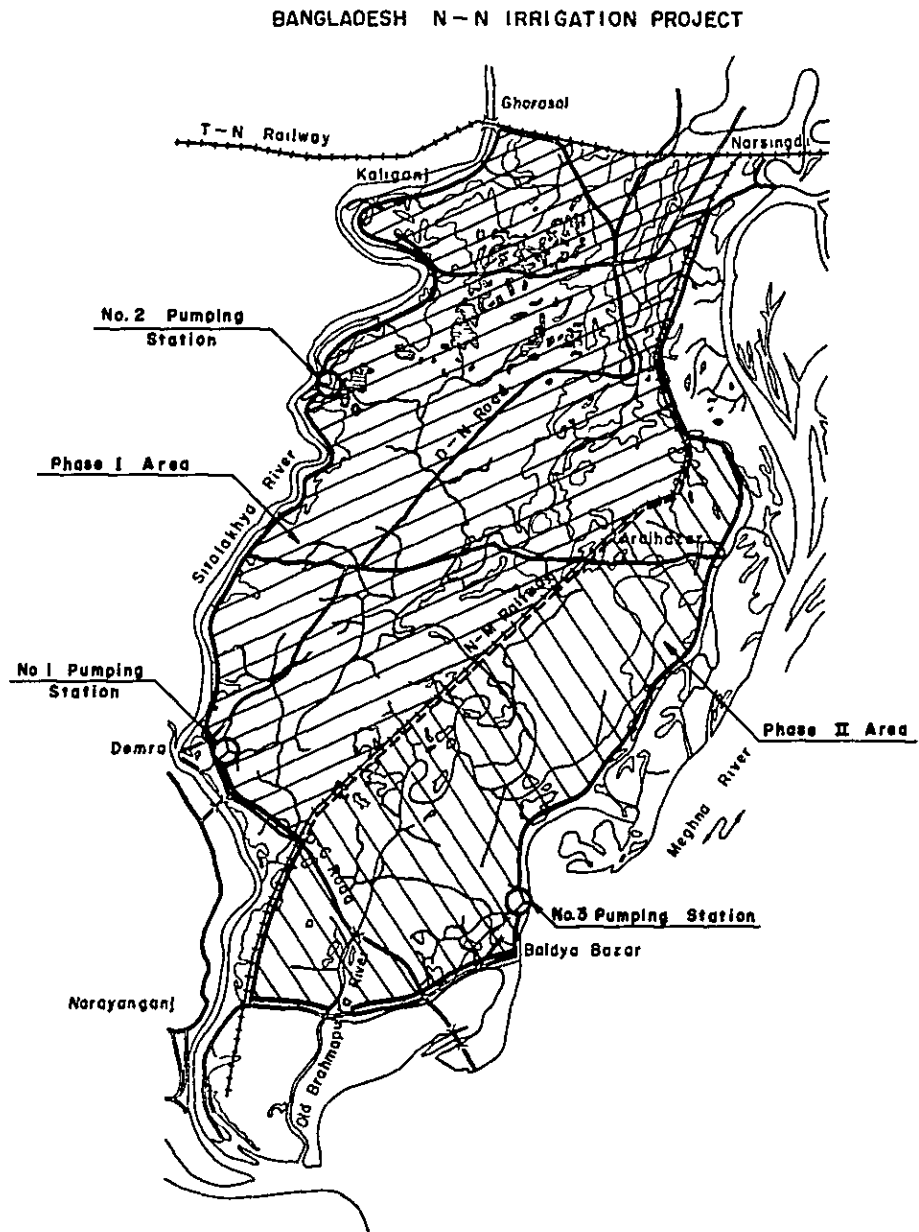 BANGLADESH N-N IRRIGATION PROJECT
Ghorasal
T-N Railway
Narsingdi
Kaliganj
No. 2 Pumping
Station
D-N Road
Phase I Area
Sitalakhya River
Araihazar
N-M Railway
No 1 Pumping
Station
Demra
Phase II Area
Meghna River
Road
No.3 Pumping Station
Baidya Bazar
Narayanganj
Old Brahmaputra River